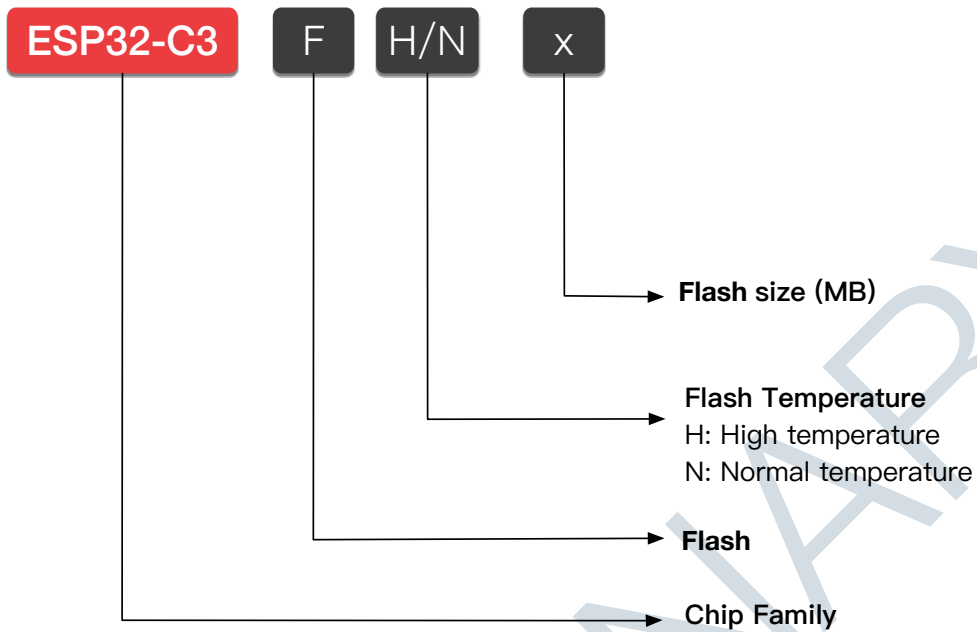 ESP32-C3 F H/N x
Flash size (MB)
Flash Temperature
H: High temperature
N: Normal temperature
Flash
Chip Family